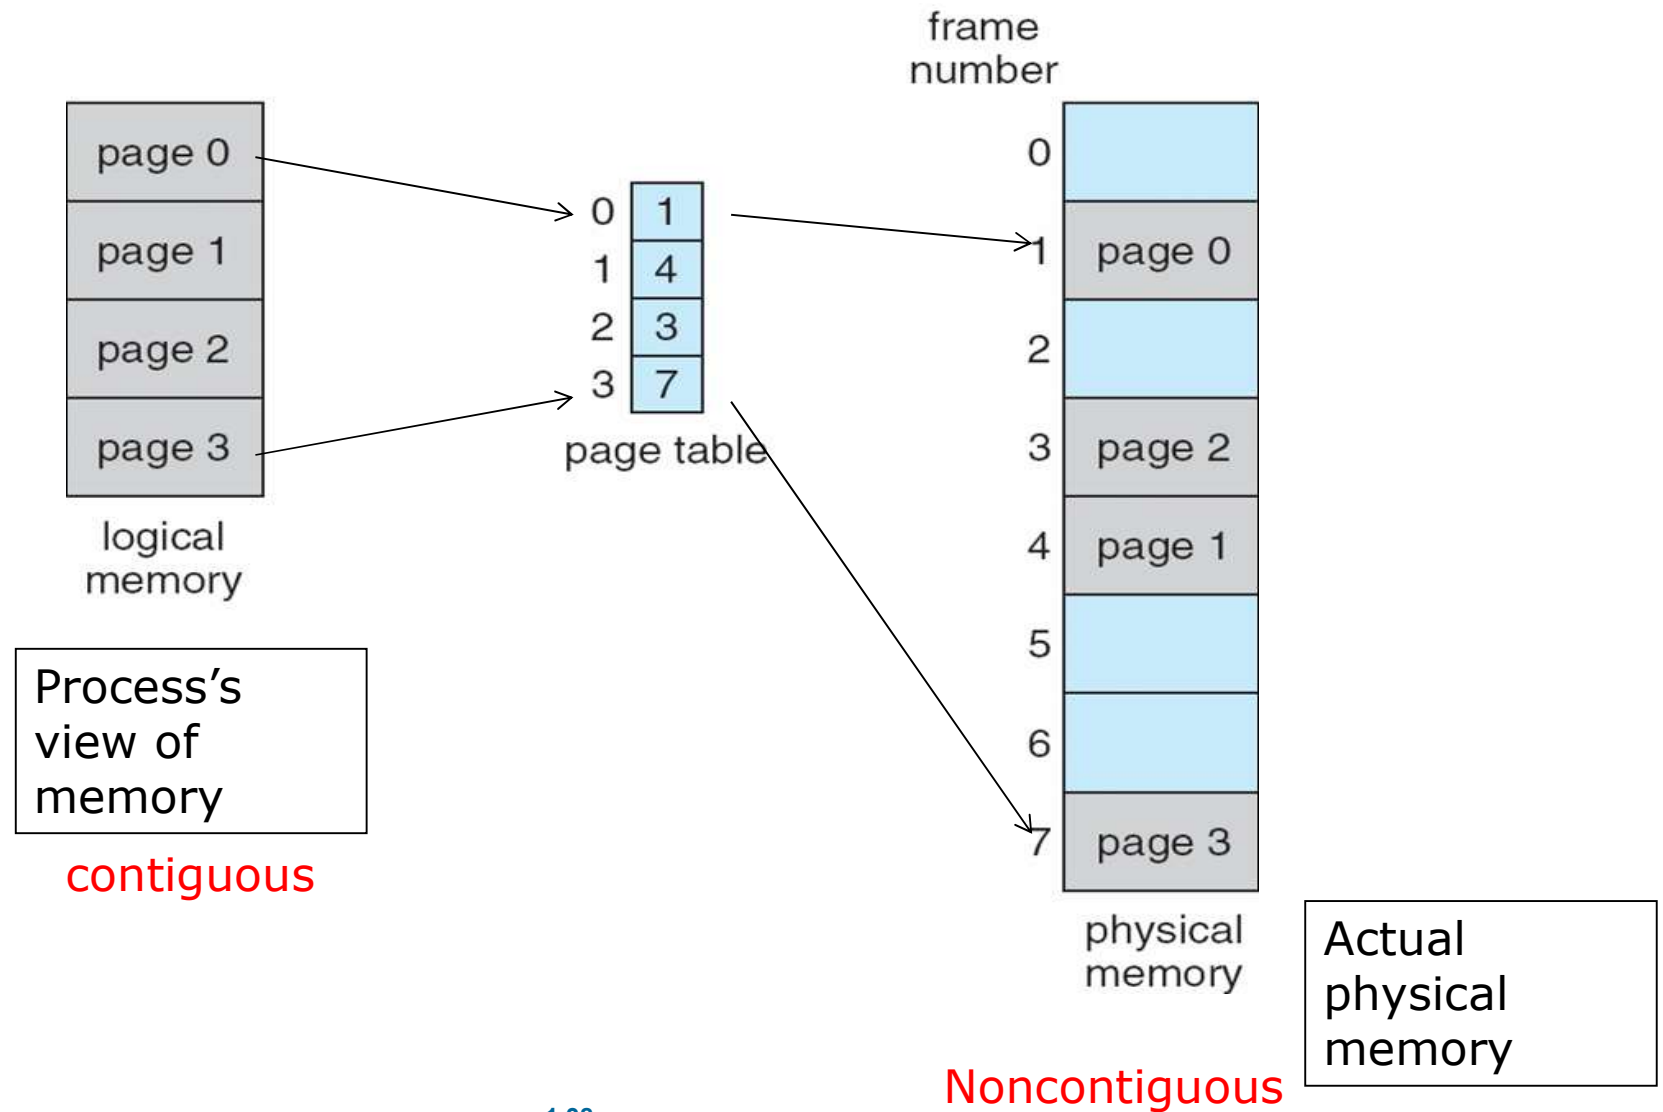 frame
number
page 0
page 1
page 2
page 3
logical
memory
0 1
1 4
2 3
3 7
page table
0
1 page 0
2
3 page 2
4 page 1
5
6
7 page 3
physical
memory
Process’s
view of
memory
contiguous
Actual
physical
memory
Noncontiguous